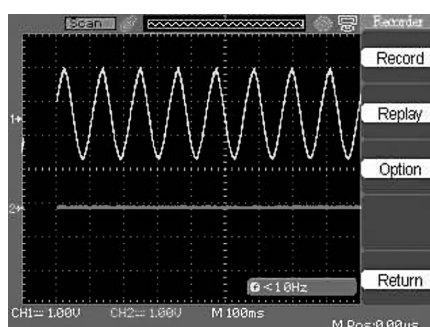 Scan Recorder
Record
1
Replay
Option
2
Return
<10Hz
CH1 1.00V CH2 1.00V M 100ms
M Pos:0.00us